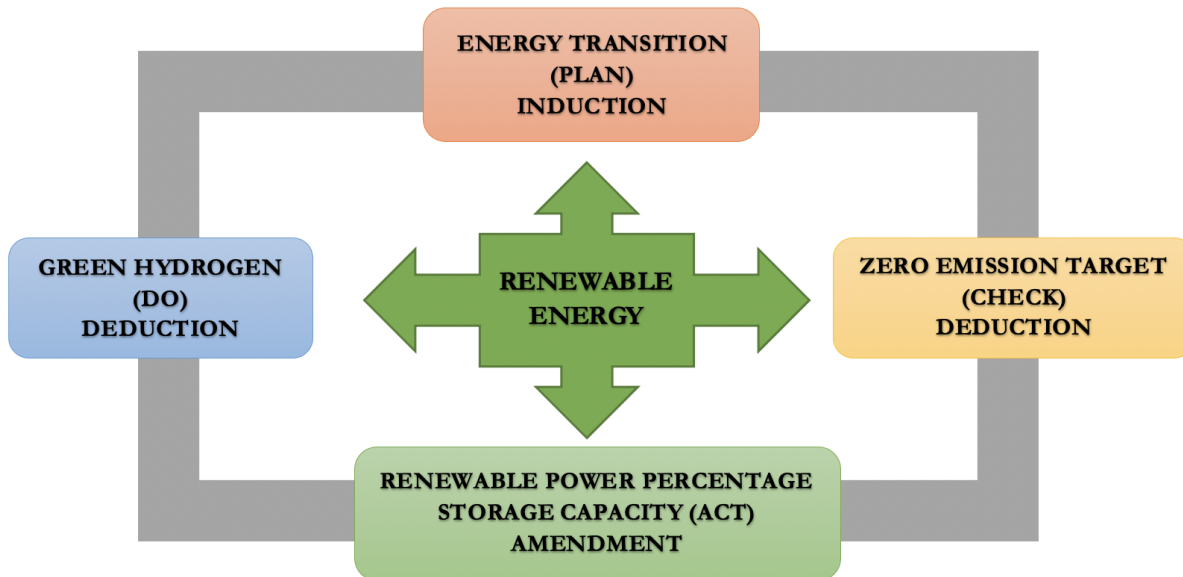 ENERGY TRANSITION
(PLAN)
INDUCTION
GREEN HYDROGEN
(DO)
DEDUCTION
RENEWABLE
ENERGY
ZERO EMISSION TARGET
(CHECK)
DEDUCTION
RENEWABLE POWER PERCENTAGE
STORAGE CAPACITY (ACT)
AMENDMENT